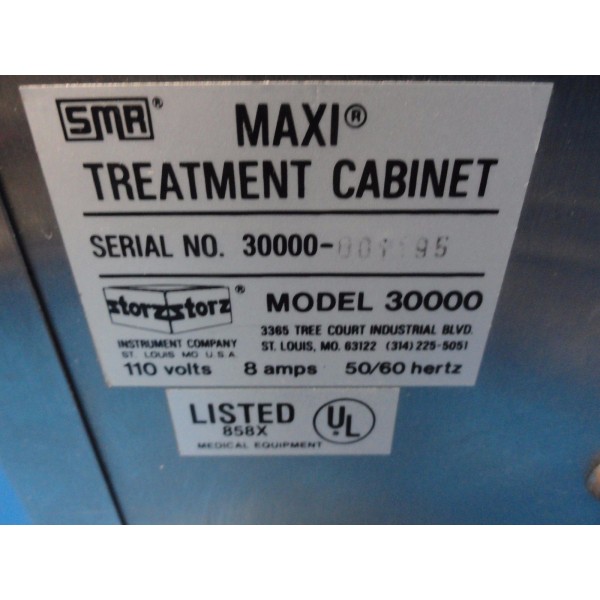 SMR® MAXI®
TREATMENT CABINET
SERIAL NO. 30000-
storz storz® MODEL 30000
INSTRUMENT COMPANY
ST. LOUIS MO U.S.A.
3365 TREE COURT INDUSTRIAL BLVD.
ST. LOUIS, MO. 63122 (314) 225-5051
110 volts 8 amps 50/60 hertz
LISTED UL
858X
MEDICAL EQUIPMENT